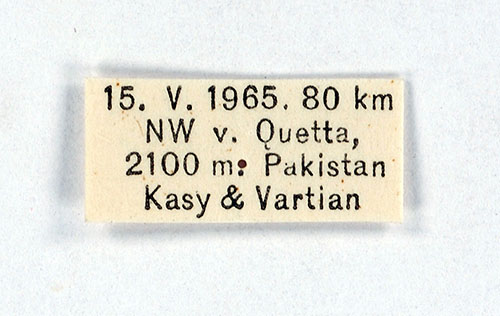 15. V. 1965. 80 km
NW v. Quetta,
2100 m: Pakistan
Kasy & Vartian